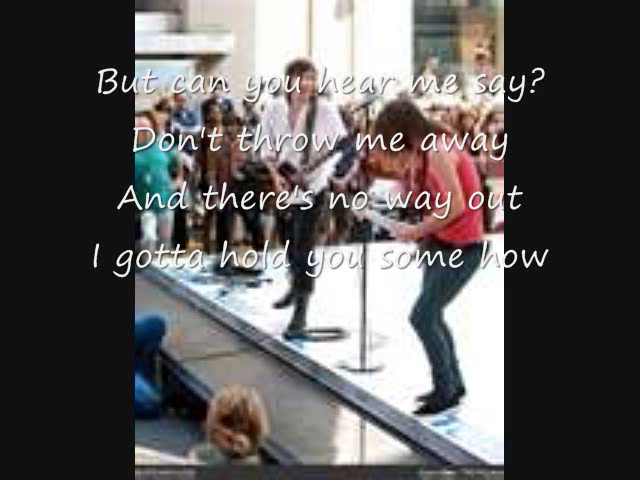 But can you hear me say?
Don't throw me away
And there's no way out
I gotta hold you some how